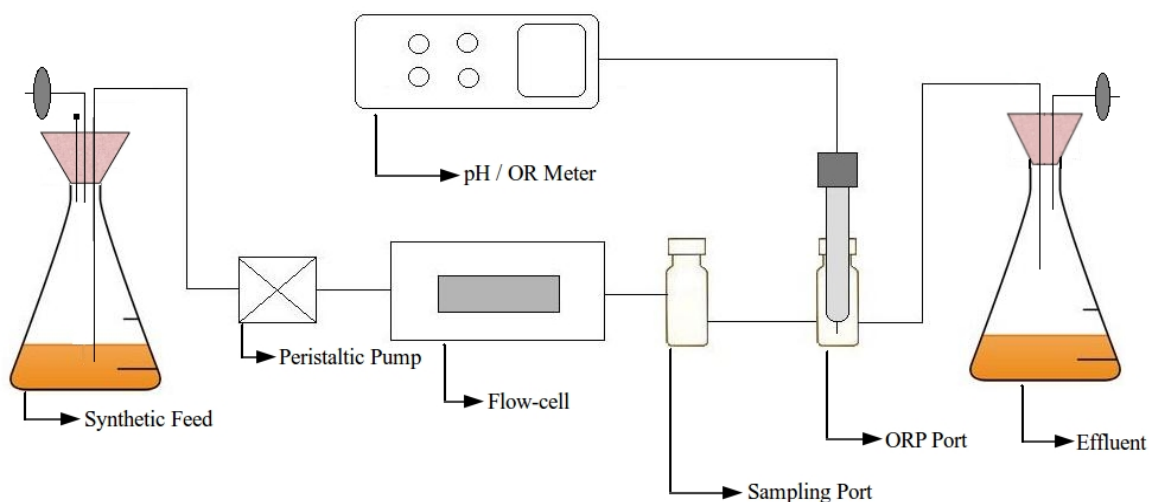 pH / OR Meter
Peristaltic Pump
Flow-cell
Synthetic Feed
ORP Port
Effluent
Sampling Port